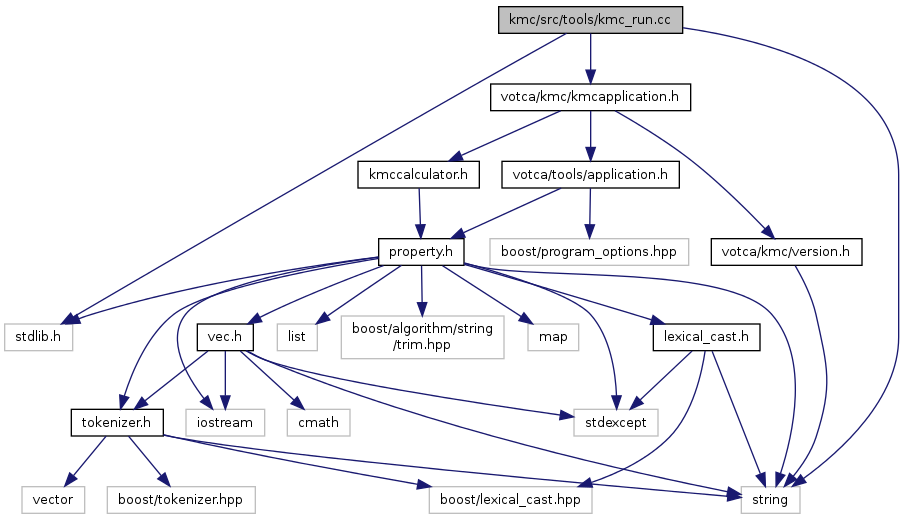 kmc/src/tools/kmc_run.cc
votca/kmc/kmcapplication.h
kmccalculator.h
votca/tools/application.h
property.h
boost/program_options.hpp
votca/kmc/version.h
stdlib.h
vec.h
list
boost/algorithm/string
/trim.hpp
map
lexical_cast.h
tokenizer.h
iostream
cmath
stdexcept
vector
boost/tokenizer.hpp
boost/lexical_cast.hpp
string